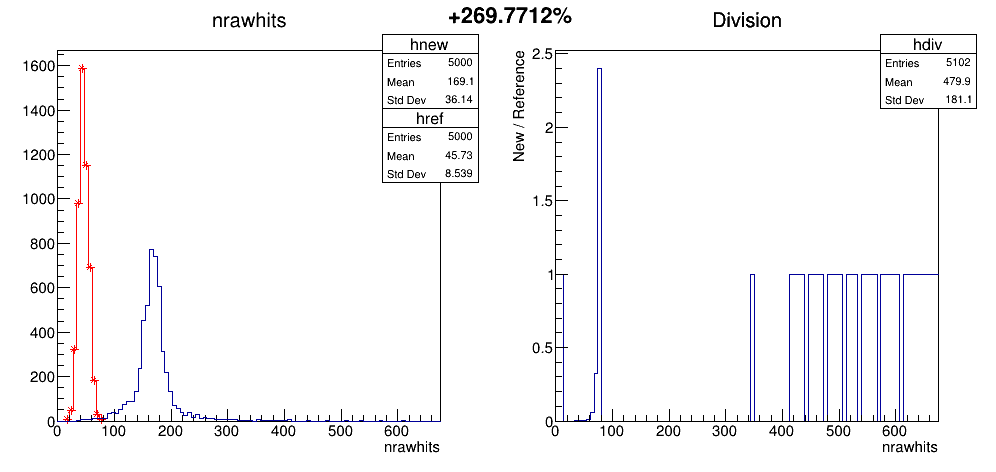 +269.7712%
nrawhits
hnew
Entries 5000
Mean 169.1
Std Dev 36.14
href
Entries 5000
Mean 45.73
Std Dev 8.539
1600
1400
1200
1000
800
600
400
200
0
0 100 200 300 400 500 600
nrawhits
Division
hdiv
Entries 5102
Mean 479.9
Std Dev 181.1
New / Reference
2.5
2
1.5
1
0.5
0
0 100 200 300 400 500 600
nrawhits